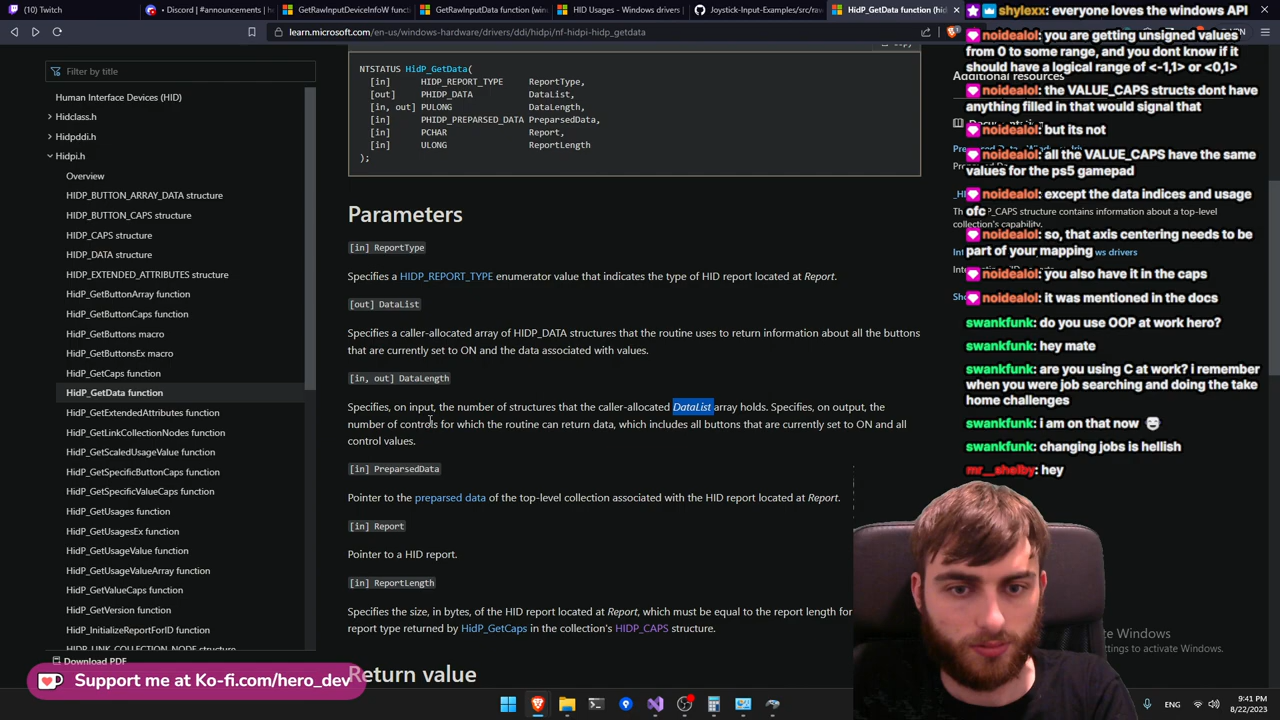 Twitch
Discord | #announcements | h
GetRawInputDeviceInfoW funct
GetRawInputData function (win
HID Usages - Windows drivers |
Joystick-Input-Examples/src/raw
HidP_GetData function (hid
learn.microsoft.com/en-us/windows-hardware/drivers/ddi/hidpi/nf-hidpi-hidp_getdata
Filter by title
Human Interface Devices (HID)
Hidclass.h
Hidpddi.h
Hidpi.h
Overview
HIDP_BUTTON_ARRAY_DATA structure
HIDP_BUTTON_CAPS structure
HIDP_CAPS structure
HIDP_DATA structure
HIDP_EXTENDED_ATTRIBUTES structure
HidP_GetButtonArray function
HidP_GetButtonCaps function
HidP_GetButtons macro
HidP_GetButtonsEx macro
HidP_GetCaps function
HidP_GetData function
HidP_GetExtendedAttributes function
HidP_GetLinkCollectionNodes function
HidP_GetScaledUsageValue function
HidP_GetSpecificButtonCaps function
HidP_GetSpecificValueCaps function
HidP_GetUsages function
HidP_GetUsagesEx function
HidP_GetUsageValue function
HidP_GetUsageValueArray function
HidP_GetValueCaps function
HidP_GetVersion function
HidP_InitializeReportForID function
HIDP_LINK_COLLECTION_NODE structure
Download PDF
Support me at Ko-fi.com/hero_dev
NTSTATUS HidP_GetData(
[in] HIDP_REPORT_TYPE ReportType,
[out] PHIDP_DATA DataList,
[in, out] PULONG DataLength,
[in] PHIDP_PREPARSED_DATA PreparsedData,
[in] PCHAR Report,
[in] ULONG ReportLength
);
Parameters
[in] ReportType
Specifies a HIDP_REPORT_TYPE enumerator value that indicates the type of HID report located at Report.
[out] DataList
Specifies a caller-allocated array of HIDP_DATA structures that the routine uses to return information about all the buttons
that are currently set to ON and the data associated with values.
[in, out] DataLength
Specifies, on input, the number of structures that the caller-allocated DataList array holds. Specifies, on output, the
number of controls for which the routine can return data, which includes all buttons that are currently set to ON and all
control values.
[in] PreparsedData
Pointer to the preparsed data of the top-level collection associated with the HID report located at Report.
[in] Report
Pointer to a HID report.
[in] ReportLength
Specifies the size, in bytes, of the HID report located at Report, which must be equal to the report length for
report type returned by HidP_GetCaps in the collection's HIDP_CAPS structure.
Return value
Additional resources
shylexx: everyone loves the windows API
noidealol: you are getting unsigned values
from 0 to some range, and you dont know if it
should have a logical range of <-1,1> or <0,1>
noidealol: the VALUE_CAPS structs dont have
anything filled in that would signal that
noidealol: but its not
noidealol: all the VALUE_CAPS have the same
values for the ps5 gamepad
noidealol: except the data indices and usage
ofc
_CAPS structure contains information about a top-level
collection's capability.
noidealol: so, that axis centering needs to be
part of your mapping
ws drivers
noidealol: you also have it in the caps
noidealol: it was mentioned in the docs
swankfunk: do you use OOP at work hero?
swankfunk: hey mate
swankfunk: are you using C at work? i remember
when you were job searching and doing the take
home challenges
swankfunk: i am on that now
swankfunk: changing jobs is hellish
mr__shelby: hey
te Windows
ttings to activate Windows.
ENG
9:41 PM
8/22/2023